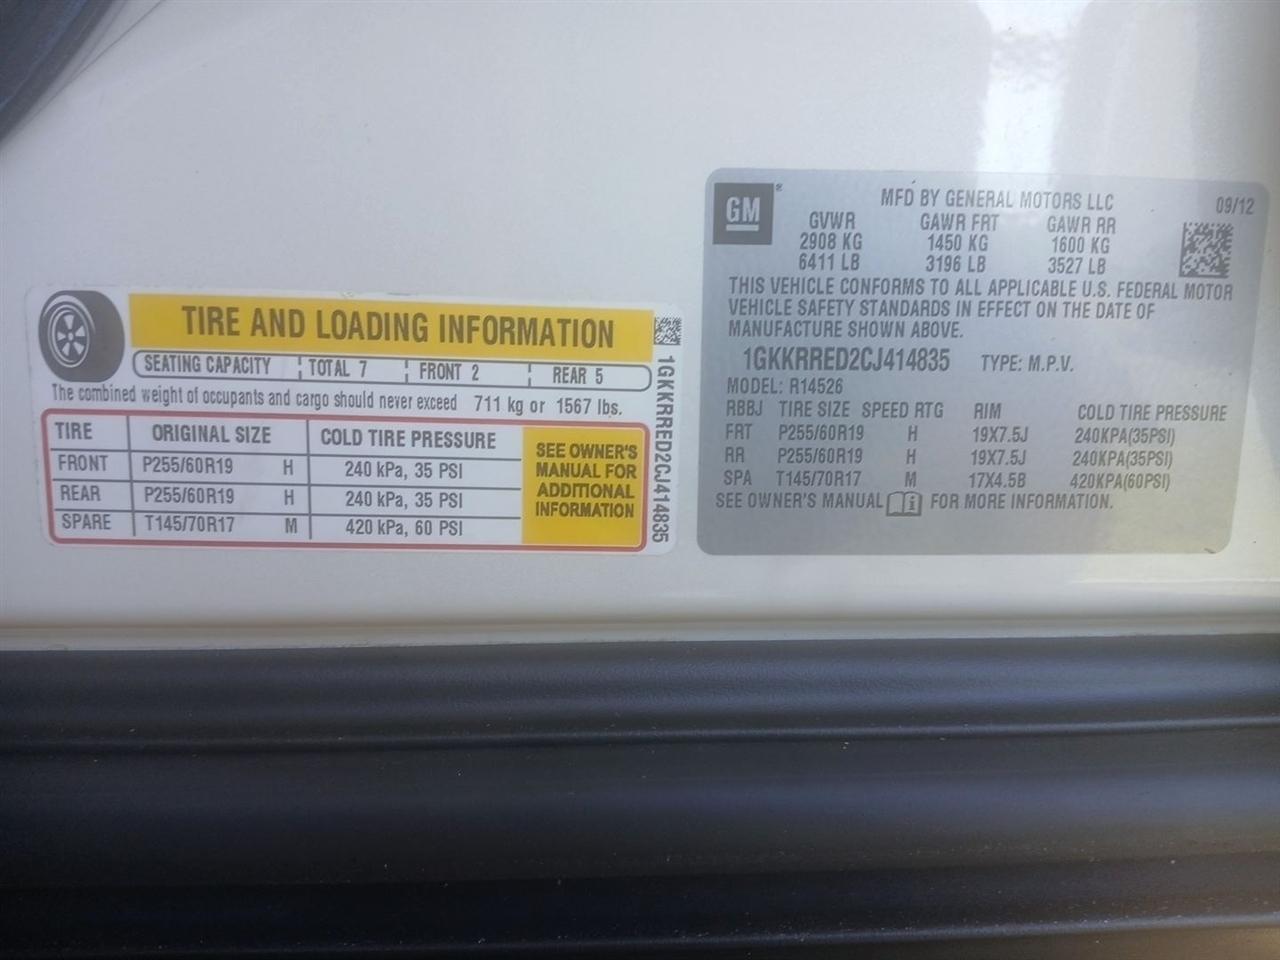 TIRE AND LOADING INFORMATION
SEATING CAPACITY TOTAL 7 FRONT 2 REAR 5
The combined weight of occupants and cargo should never exceed 711 kg or 1567 lbs.
TIRE ORIGINAL SIZE COLD TIRE PRESSURE
FRONT P255/60R19 H 240 kPa, 35 PSI
REAR P255/60R19 H 240 kPa, 35 PSI
SPARE T145/70R17 M 420 kPa, 60 PSI
SEE OWNER'S
MANUAL FOR
ADDITIONAL
INFORMATION
1GKKRRED2CJ414835
GM ®
MFD BY GENERAL MOTORS LLC 09/12
GVWR GAWR FRT GAWR RR
2908 KG 1450 KG 1600 KG
6411 LB 3196 LB 3527 LB
THIS VEHICLE CONFORMS TO ALL APPLICABLE U.S. FEDERAL MOTOR
VEHICLE SAFETY STANDARDS IN EFFECT ON THE DATE OF
MANUFACTURE SHOWN ABOVE.
1GKKRRED2CJ414835 TYPE: M.P.V.
MODEL: R14526
RBBJ TIRE SIZE SPEED RTG RIM COLD TIRE PRESSURE
FRT P255/60R19 H 19X7.5J 240KPA(35PSI)
RR P255/60R19 H 19X7.5J 240KPA(35PSI)
SPA T145/70R17 M 17X4.5B 420KPA(60PSI)
SEE OWNER'S MANUAL i FOR MORE INFORMATION.